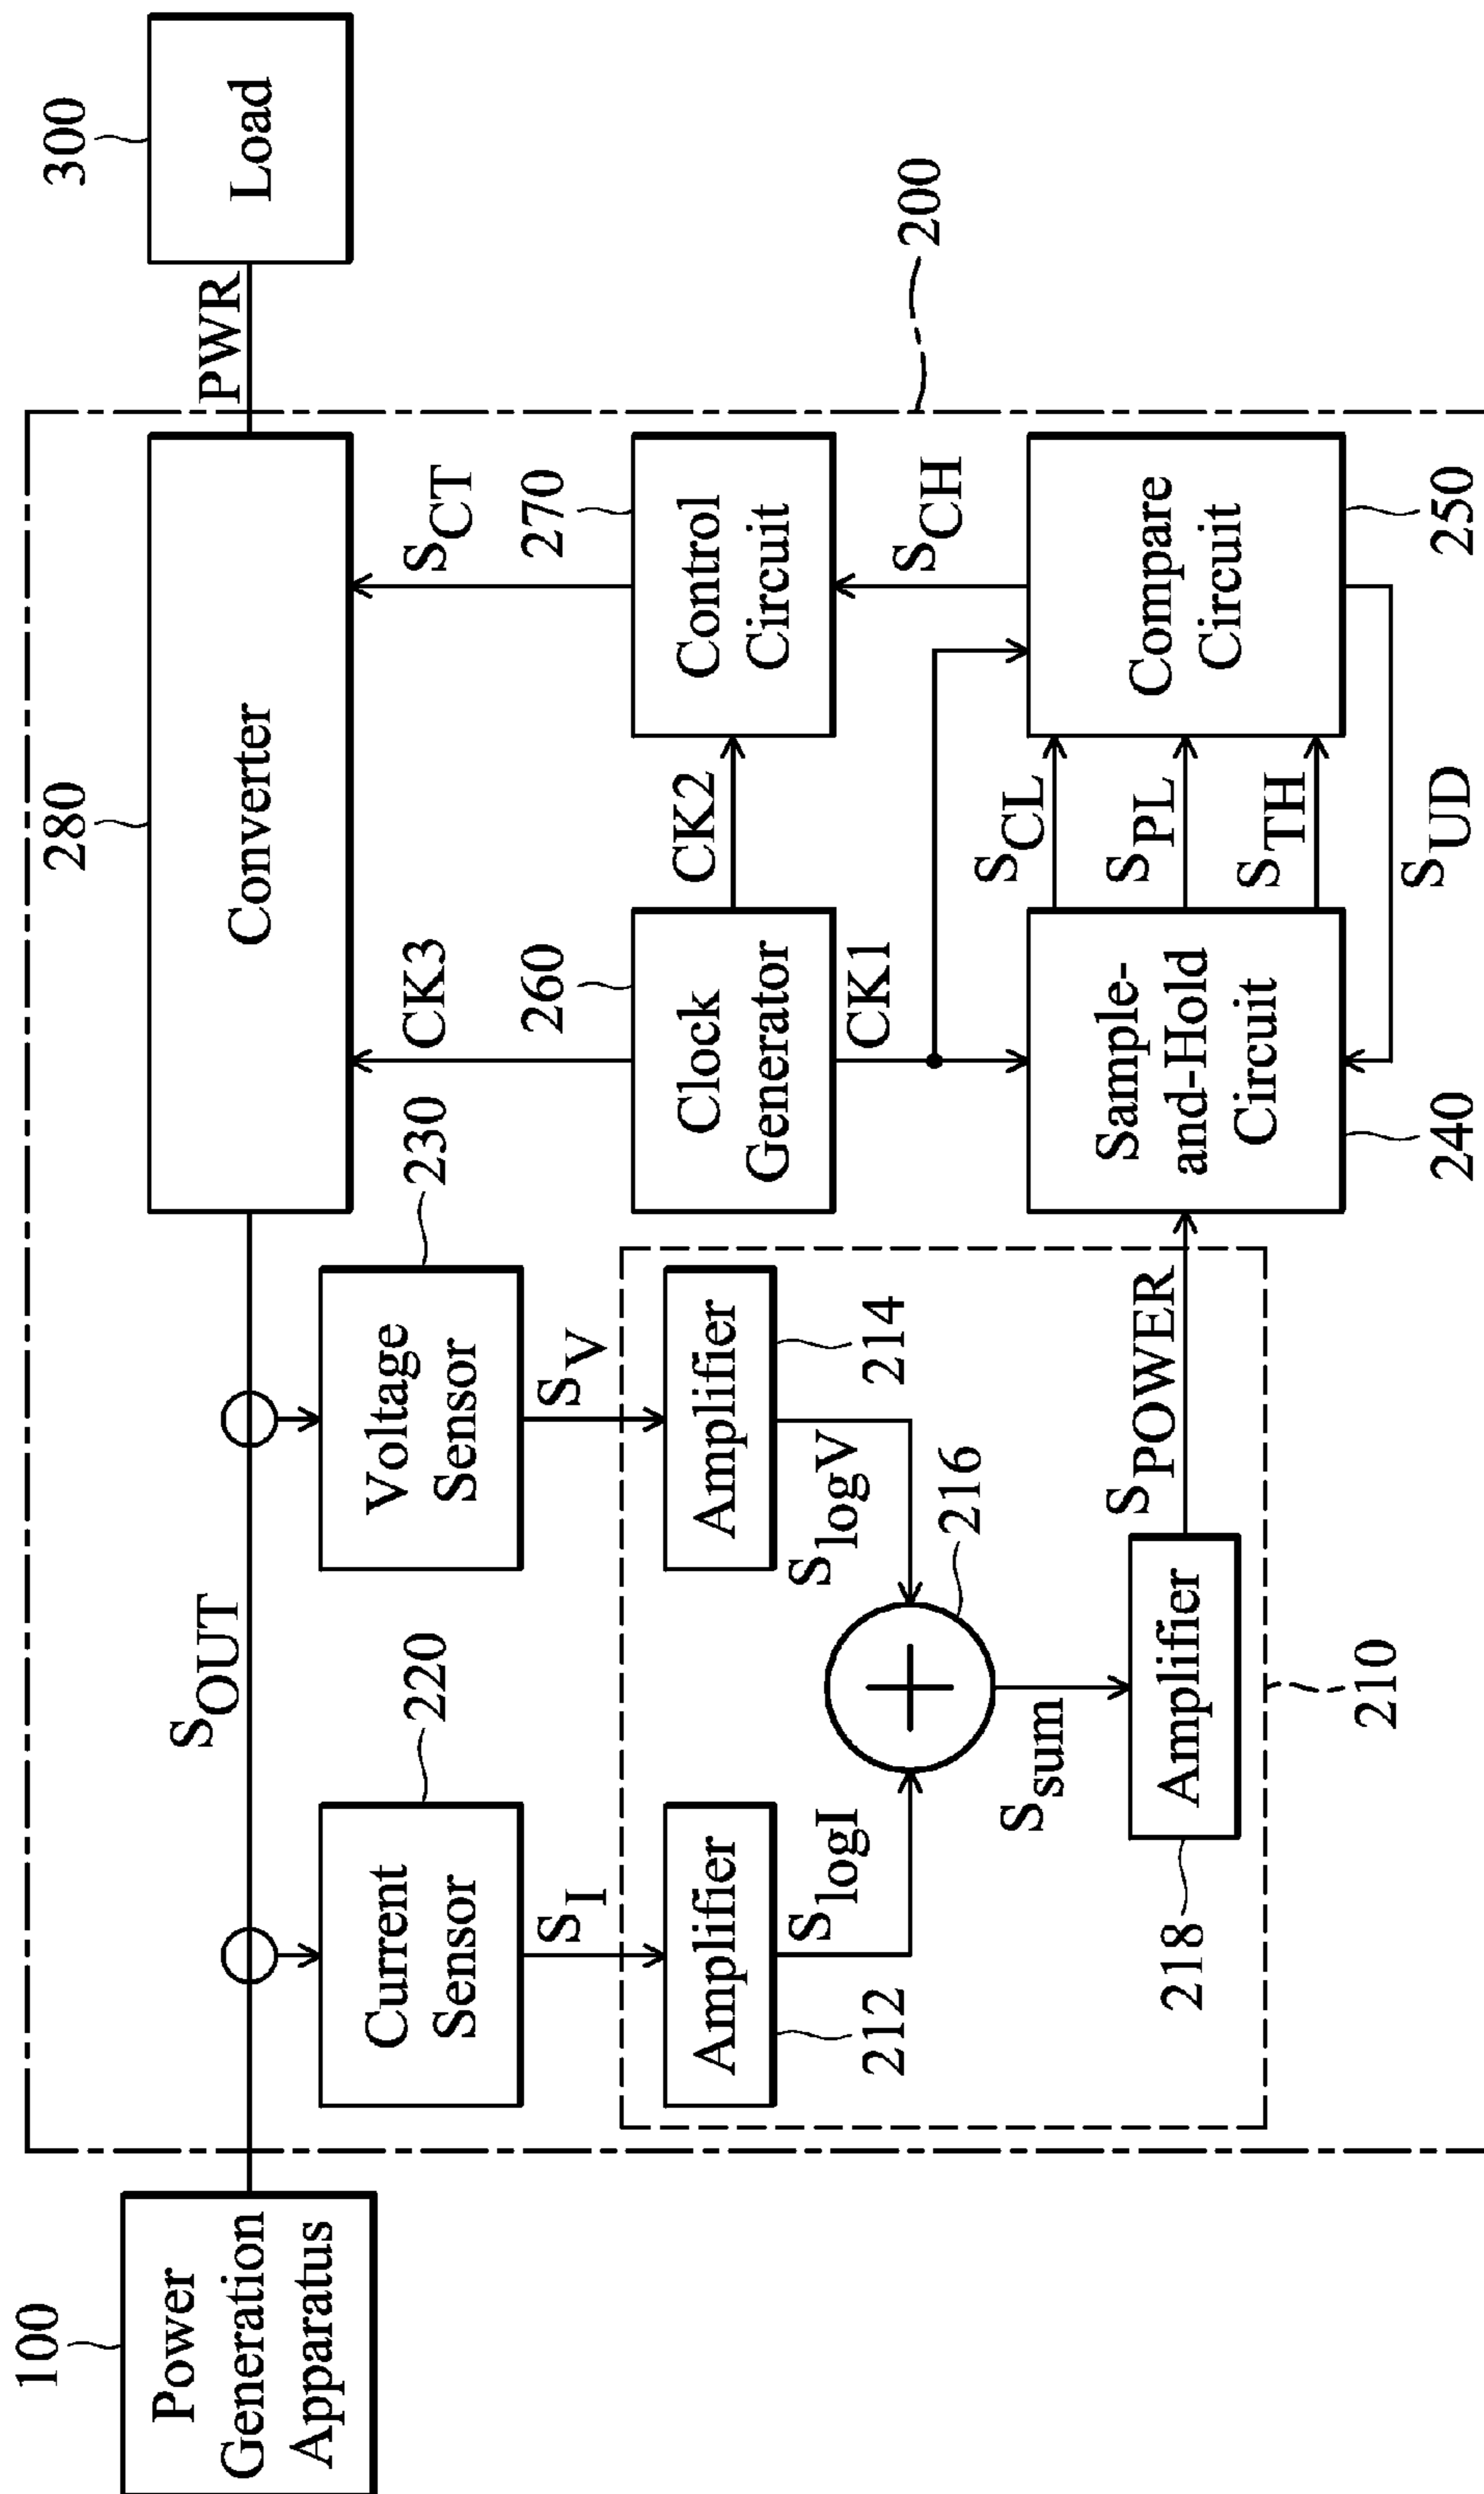 100
Power
Generation
Apparatus
SOUT
280
Converter
PWR
300
Load
220
Current
Sensor
230
Voltage
Sensor
CK3
SCT
SI
SV
260
Clock
Generator
CK2
270
Control
Circuit
Amplifier
212
Amplifier
214
SlogI
SlogV
216
CK1
SCH
200
Ssum
Amplifier
218
SPOWER
Sample-
and-Hold
Circuit
240
SCL
SPL
STH
Compare
Circuit
250
SUD
210